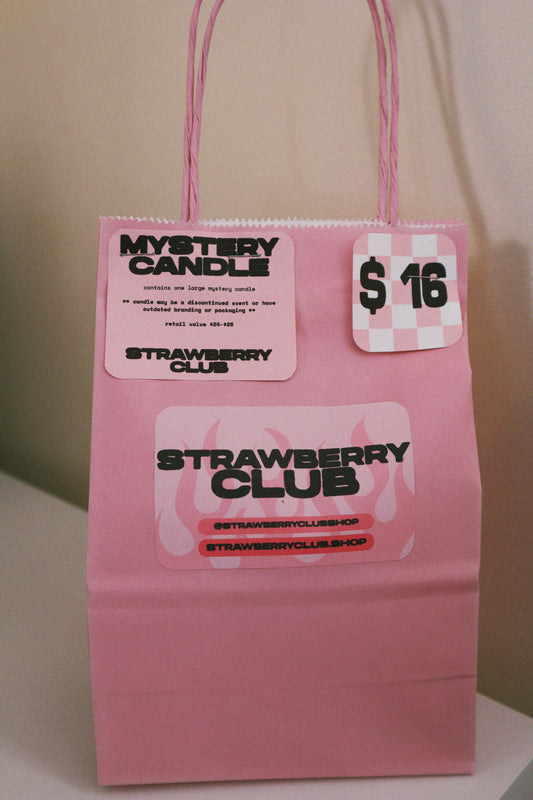 MYSTERY
CANDLE
contains one large mystery candle
** candle may be a discontinued scent or have
outdated branding or packaging **
retail value $24-$26
STRAWBERRY
CLUB
$ 16
STRAWBERRY
CLUB
@STRAWBERRYCLUBSHOP
STRAWBERRYCLUB.SHOP